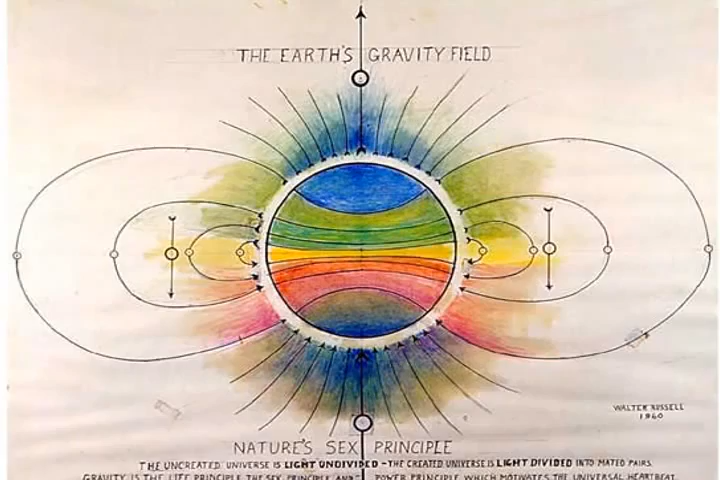 THE EARTH'S GRAVITY FIELD
WALTER RUSSELL
1960
NATURE'S SEX PRINCIPLE
THE UNCREATED UNIVERSE IS LIGHT UNDIVIDED - THE CREATED UNIVERSE IS LIGHT DIVIDED INTO MATED PAIRS.
GRAVITY IS THE LIFE PRINCIPLE, THE SEX PRINCIPLE AND POWER PRINCIPLE WHICH MOTIVATES THE UNIVERSAL HEARTBEAT.